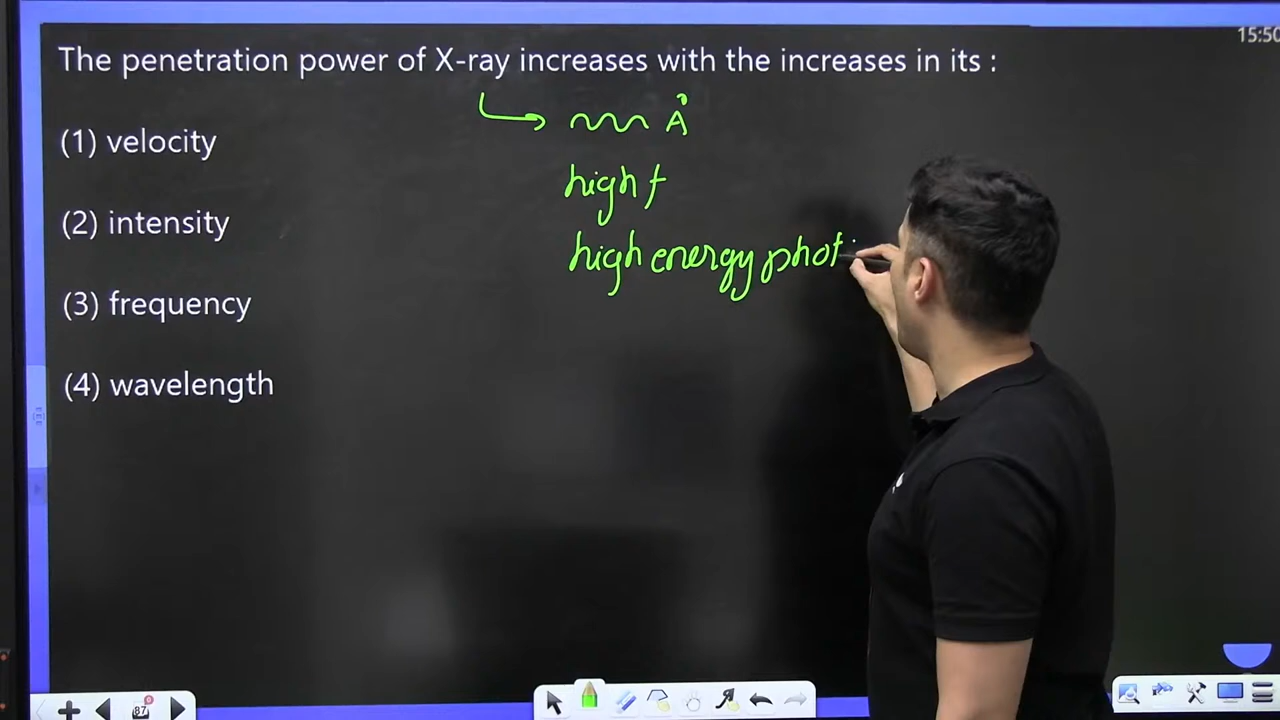 15:50
The penetration power of X-ray increases with the increases in its :
Å
(1) velocity
high f
(2) intensity
high energy phot
(3) frequency
(4) wavelength
87